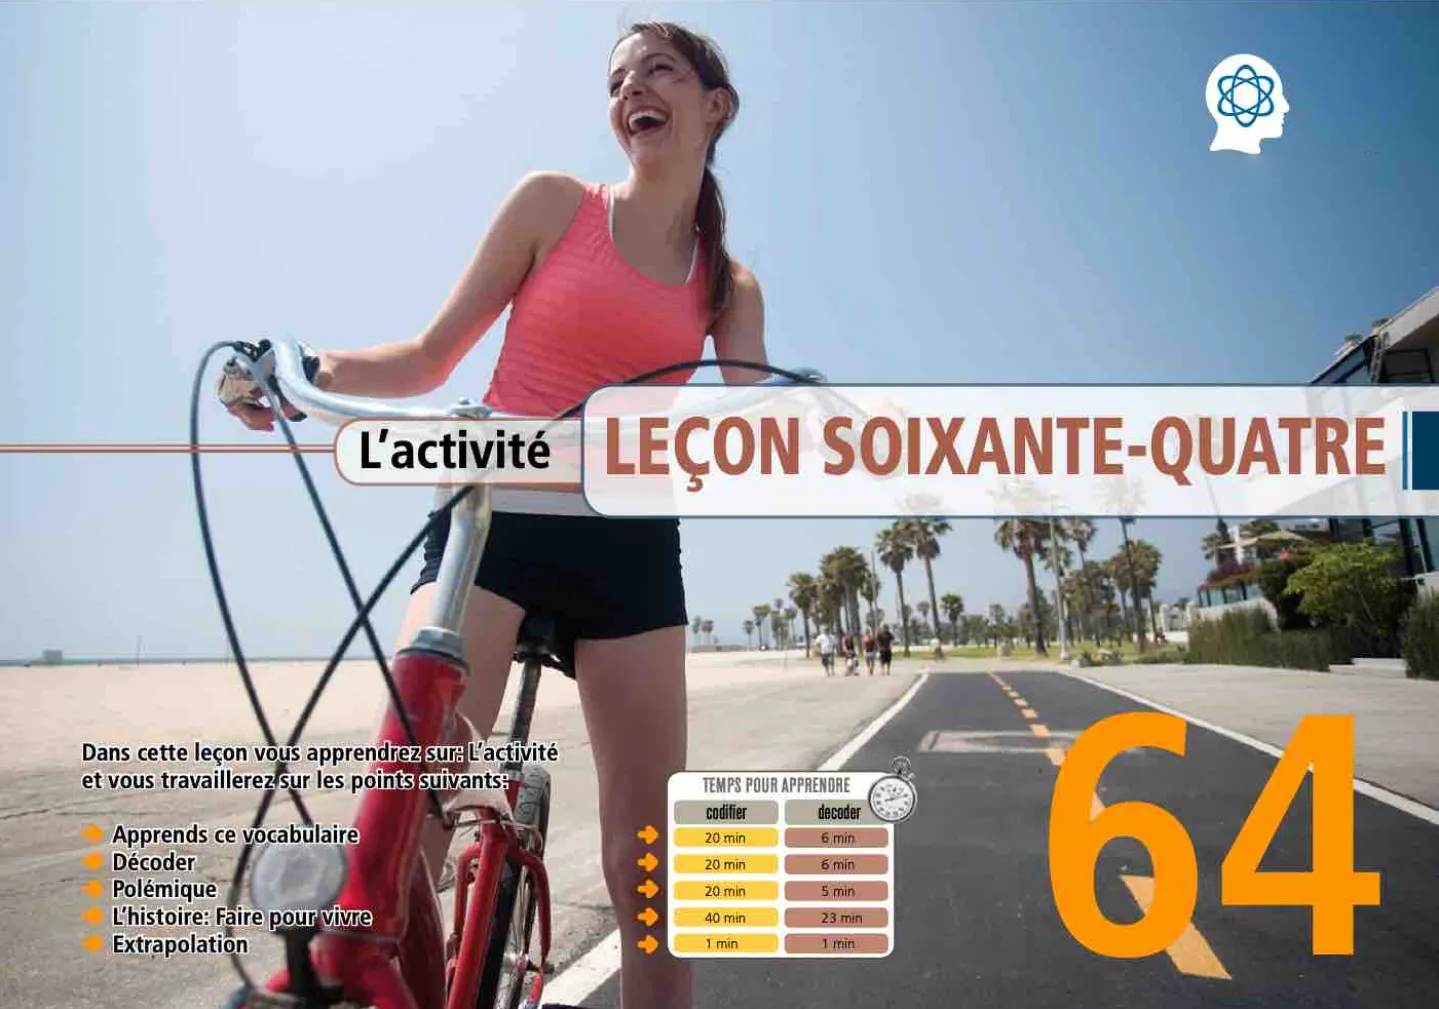 L'activité
LEÇON SOIXANTE-QUATRE
Dans cette leçon vous apprendrez sur: L'activité
et vous travaillerez sur les points suivants:
Apprends ce vocabulaire
Décoder
Polémique
L'histoire: Faire pour vivre
Extrapolation
TEMPS POUR APPRENDRE
codifier decoder
20 min 6 min
20 min 6 min
20 min 5 min
40 min 23 min
1 min 1 min
64